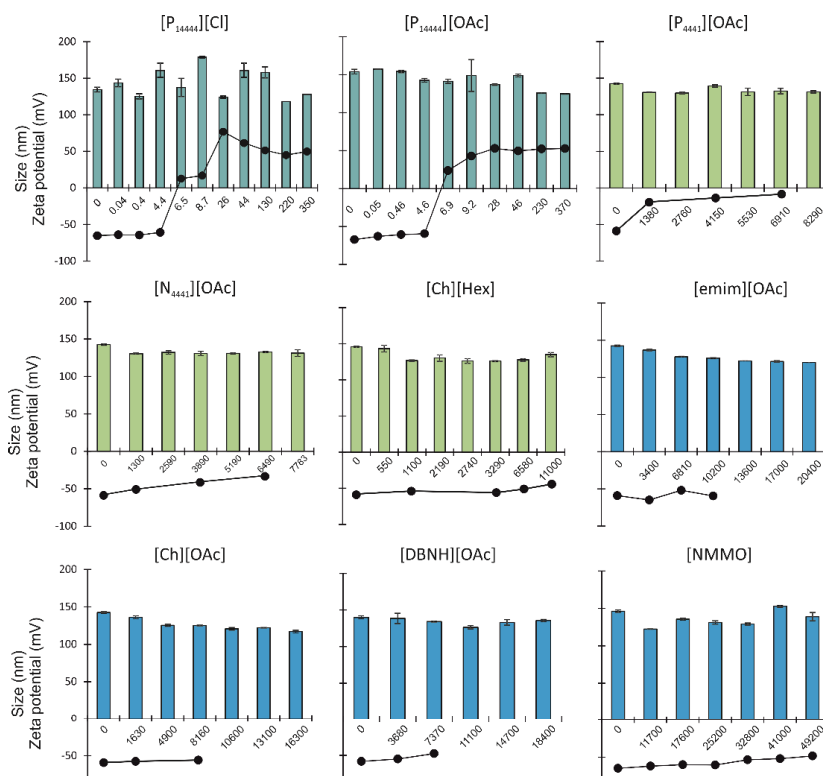 [P₁₄₄₄₄][Cl]
[P₁₄₄₄₄][OAc]
[P₄₄₄₁][OAc]
Size (nm)
Zeta potential (mV)
200
150
100
50
0
-50
-100
0 0.04 0.4 4.4 6.5 8.7 26 44 130 220 350
0 0.05 0.46 4.6 6.9 9.2 28 46 230 370
0 1380 2760 4150 5530 6910 8290
[N₄₄₄₁][OAc]
[Ch][Hex]
[emim][OAc]
Size (nm)
Zeta potential (mV)
200
150
100
50
0
-50
-100
0 1300 2590 3890 5190 6490 7783
0 550 1100 2190 2740 3290 6580 11000
0 3400 6810 10200 13600 17000 20400
[Ch][OAc]
[DBNH][OAc]
[NMMO]
Size (nm)
Zeta potential (mV)
200
150
100
50
0
-50
0 1630 4900 8160 10600 13100 16300
0 3680 7370 11100 14700 18400
0 11700 17600 25200 32800 41000 49200